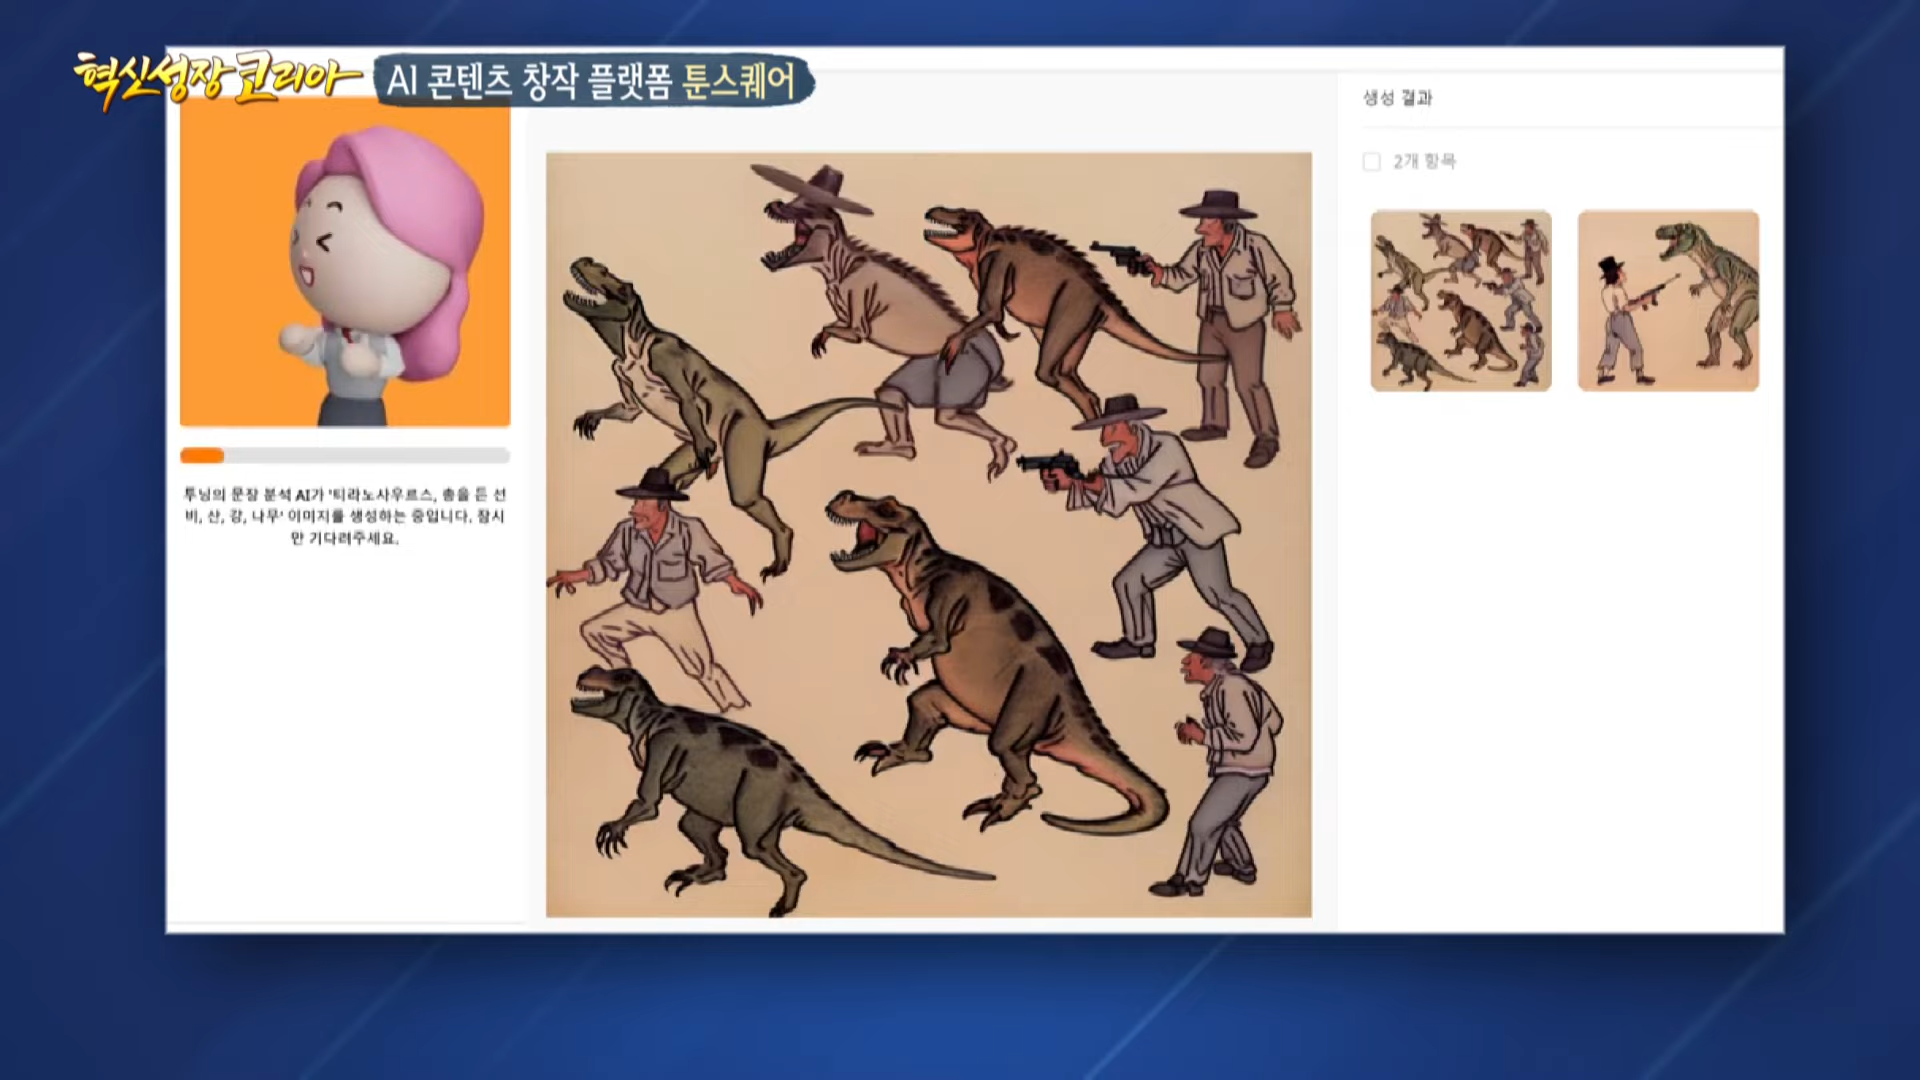 혁신성장 코리아
AI 콘텐츠 창작 플랫폼 툰스퀘어
생성 결과
2개 항목
투닝의 문장 분석 AI가 '티라노사우르스, 총을 든 선
비, 산, 강, 나무' 이미지를 생성하는 중입니다. 잠시
만 기다려주세요.